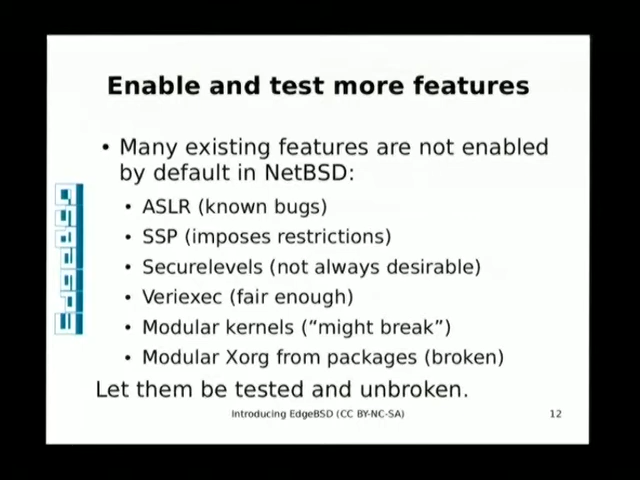 Enable and test more features
• Many existing features are not enabled
by default in NetBSD:
• ASLR (known bugs)
• SSP (imposes restrictions)
• Securelevels (not always desirable)
• Veriexec (fair enough)
• Modular kernels (“might break”)
• Modular Xorg from packages (broken)
Let them be tested and unbroken.
Introducing EdgeBSD (CC BY-NC-SA)
12